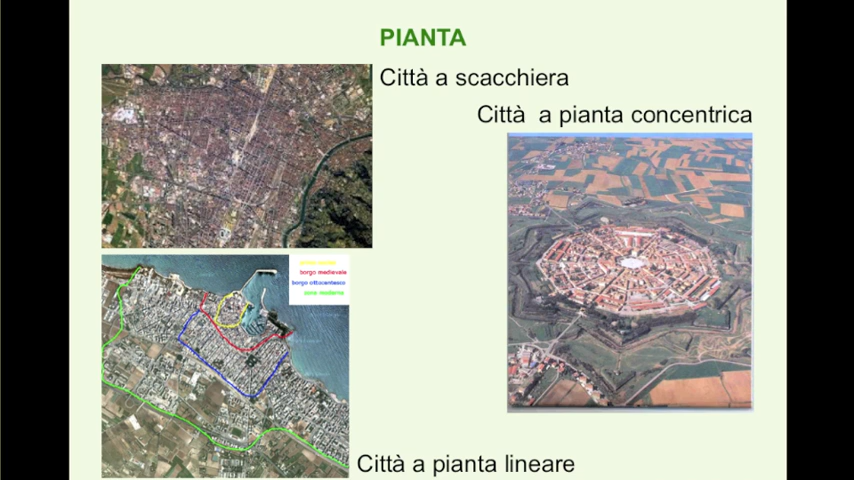 PIANTA
Città a scacchiera
Città a pianta concentrica
borgo medievale
borgo ottocentesco
Città a pianta lineare